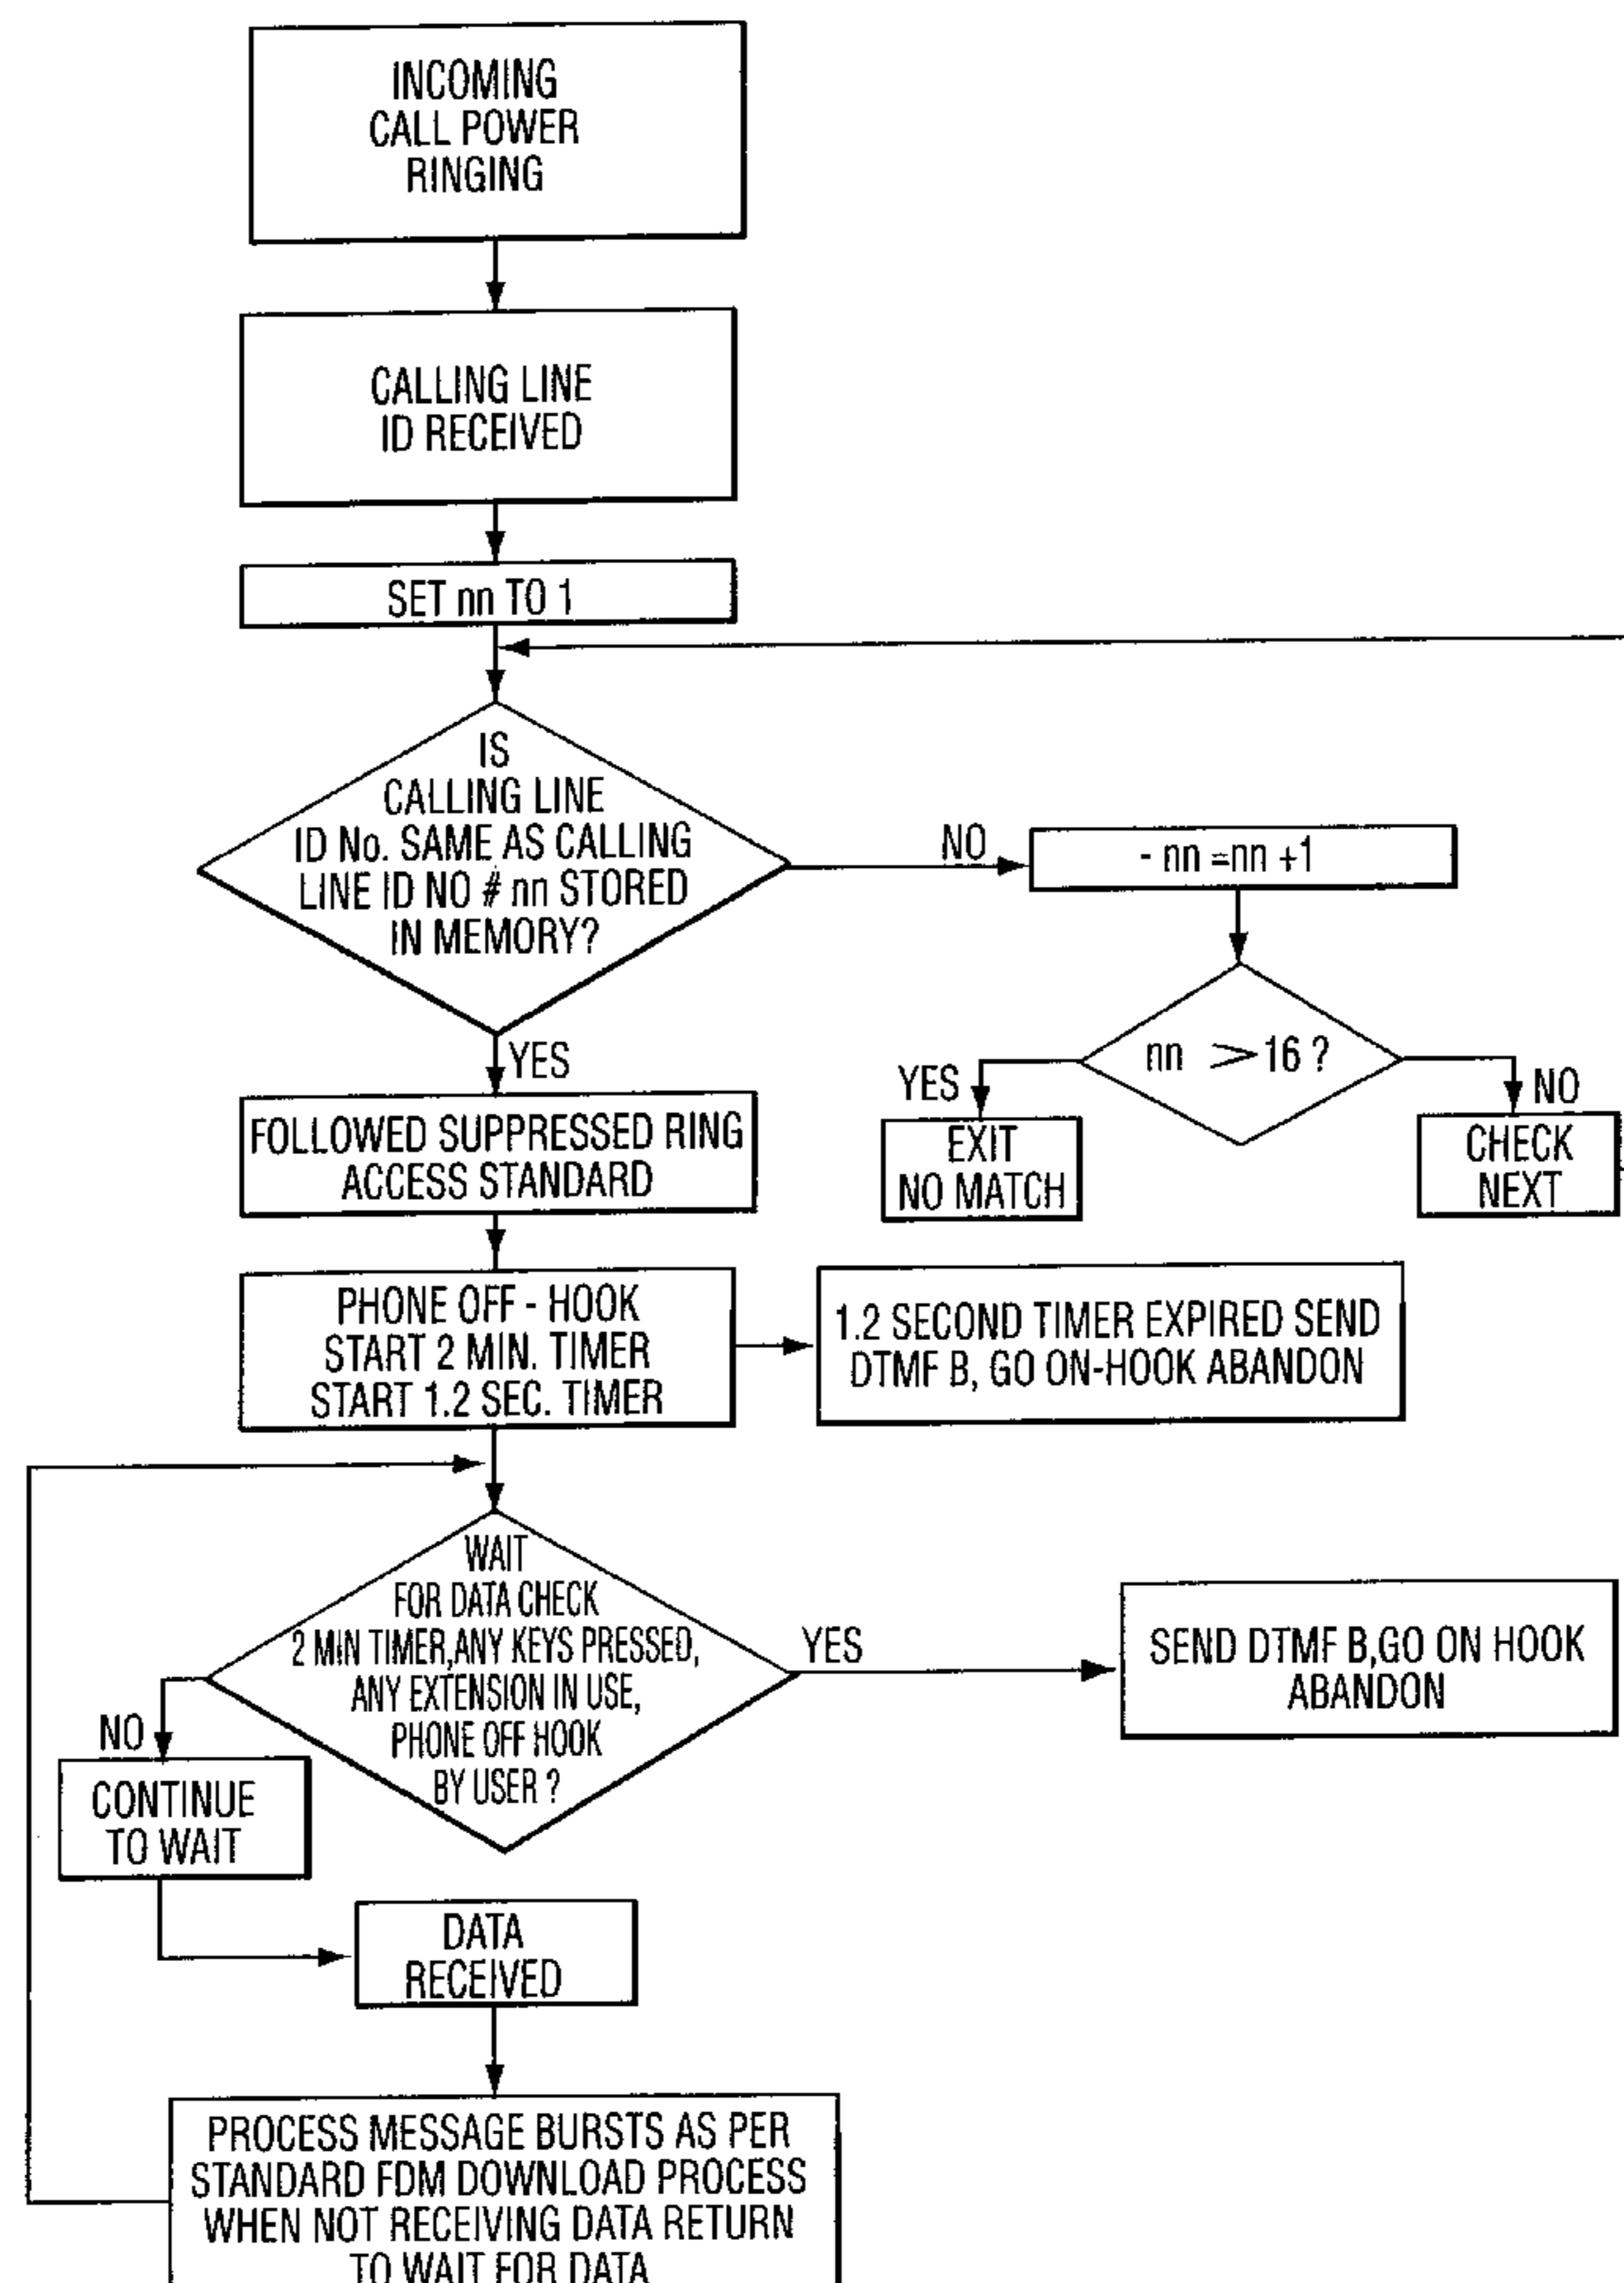 INCOMING
CALL POWER
RINGING
CALLING LINE
ID RECEIVED
SET nn TO 1
IS
CALLING LINE
ID No. SAME AS CALLING
LINE ID NO # nn STORED
IN MEMORY?
NO
- nn =nn +1
nn >16 ?
YES
EXIT
NO MATCH
NO
CHECK
NEXT
YES
FOLLOWED SUPPRESSED RING
ACCESS STANDARD
PHONE OFF - HOOK
START 2 MIN. TIMER
START 1.2 SEC. TIMER
1.2 SECOND TIMER EXPIRED SEND
DTMF B, GO ON-HOOK ABANDON
WAIT
FOR DATA CHECK
2 MIN TIMER,ANY KEYS PRESSED,
ANY EXTENSION IN USE,
PHONE OFF HOOK
BY USER ?
YES
SEND DTMF B,GO ON HOOK
ABANDON
NO
CONTINUE
TO WAIT
DATA
RECEIVED
PROCESS MESSAGE BURSTS AS PER
STANDARD FDM DOWNLOAD PROCESS
WHEN NOT RECEIVING DATA RETURN
TO WAIT FOR DATA